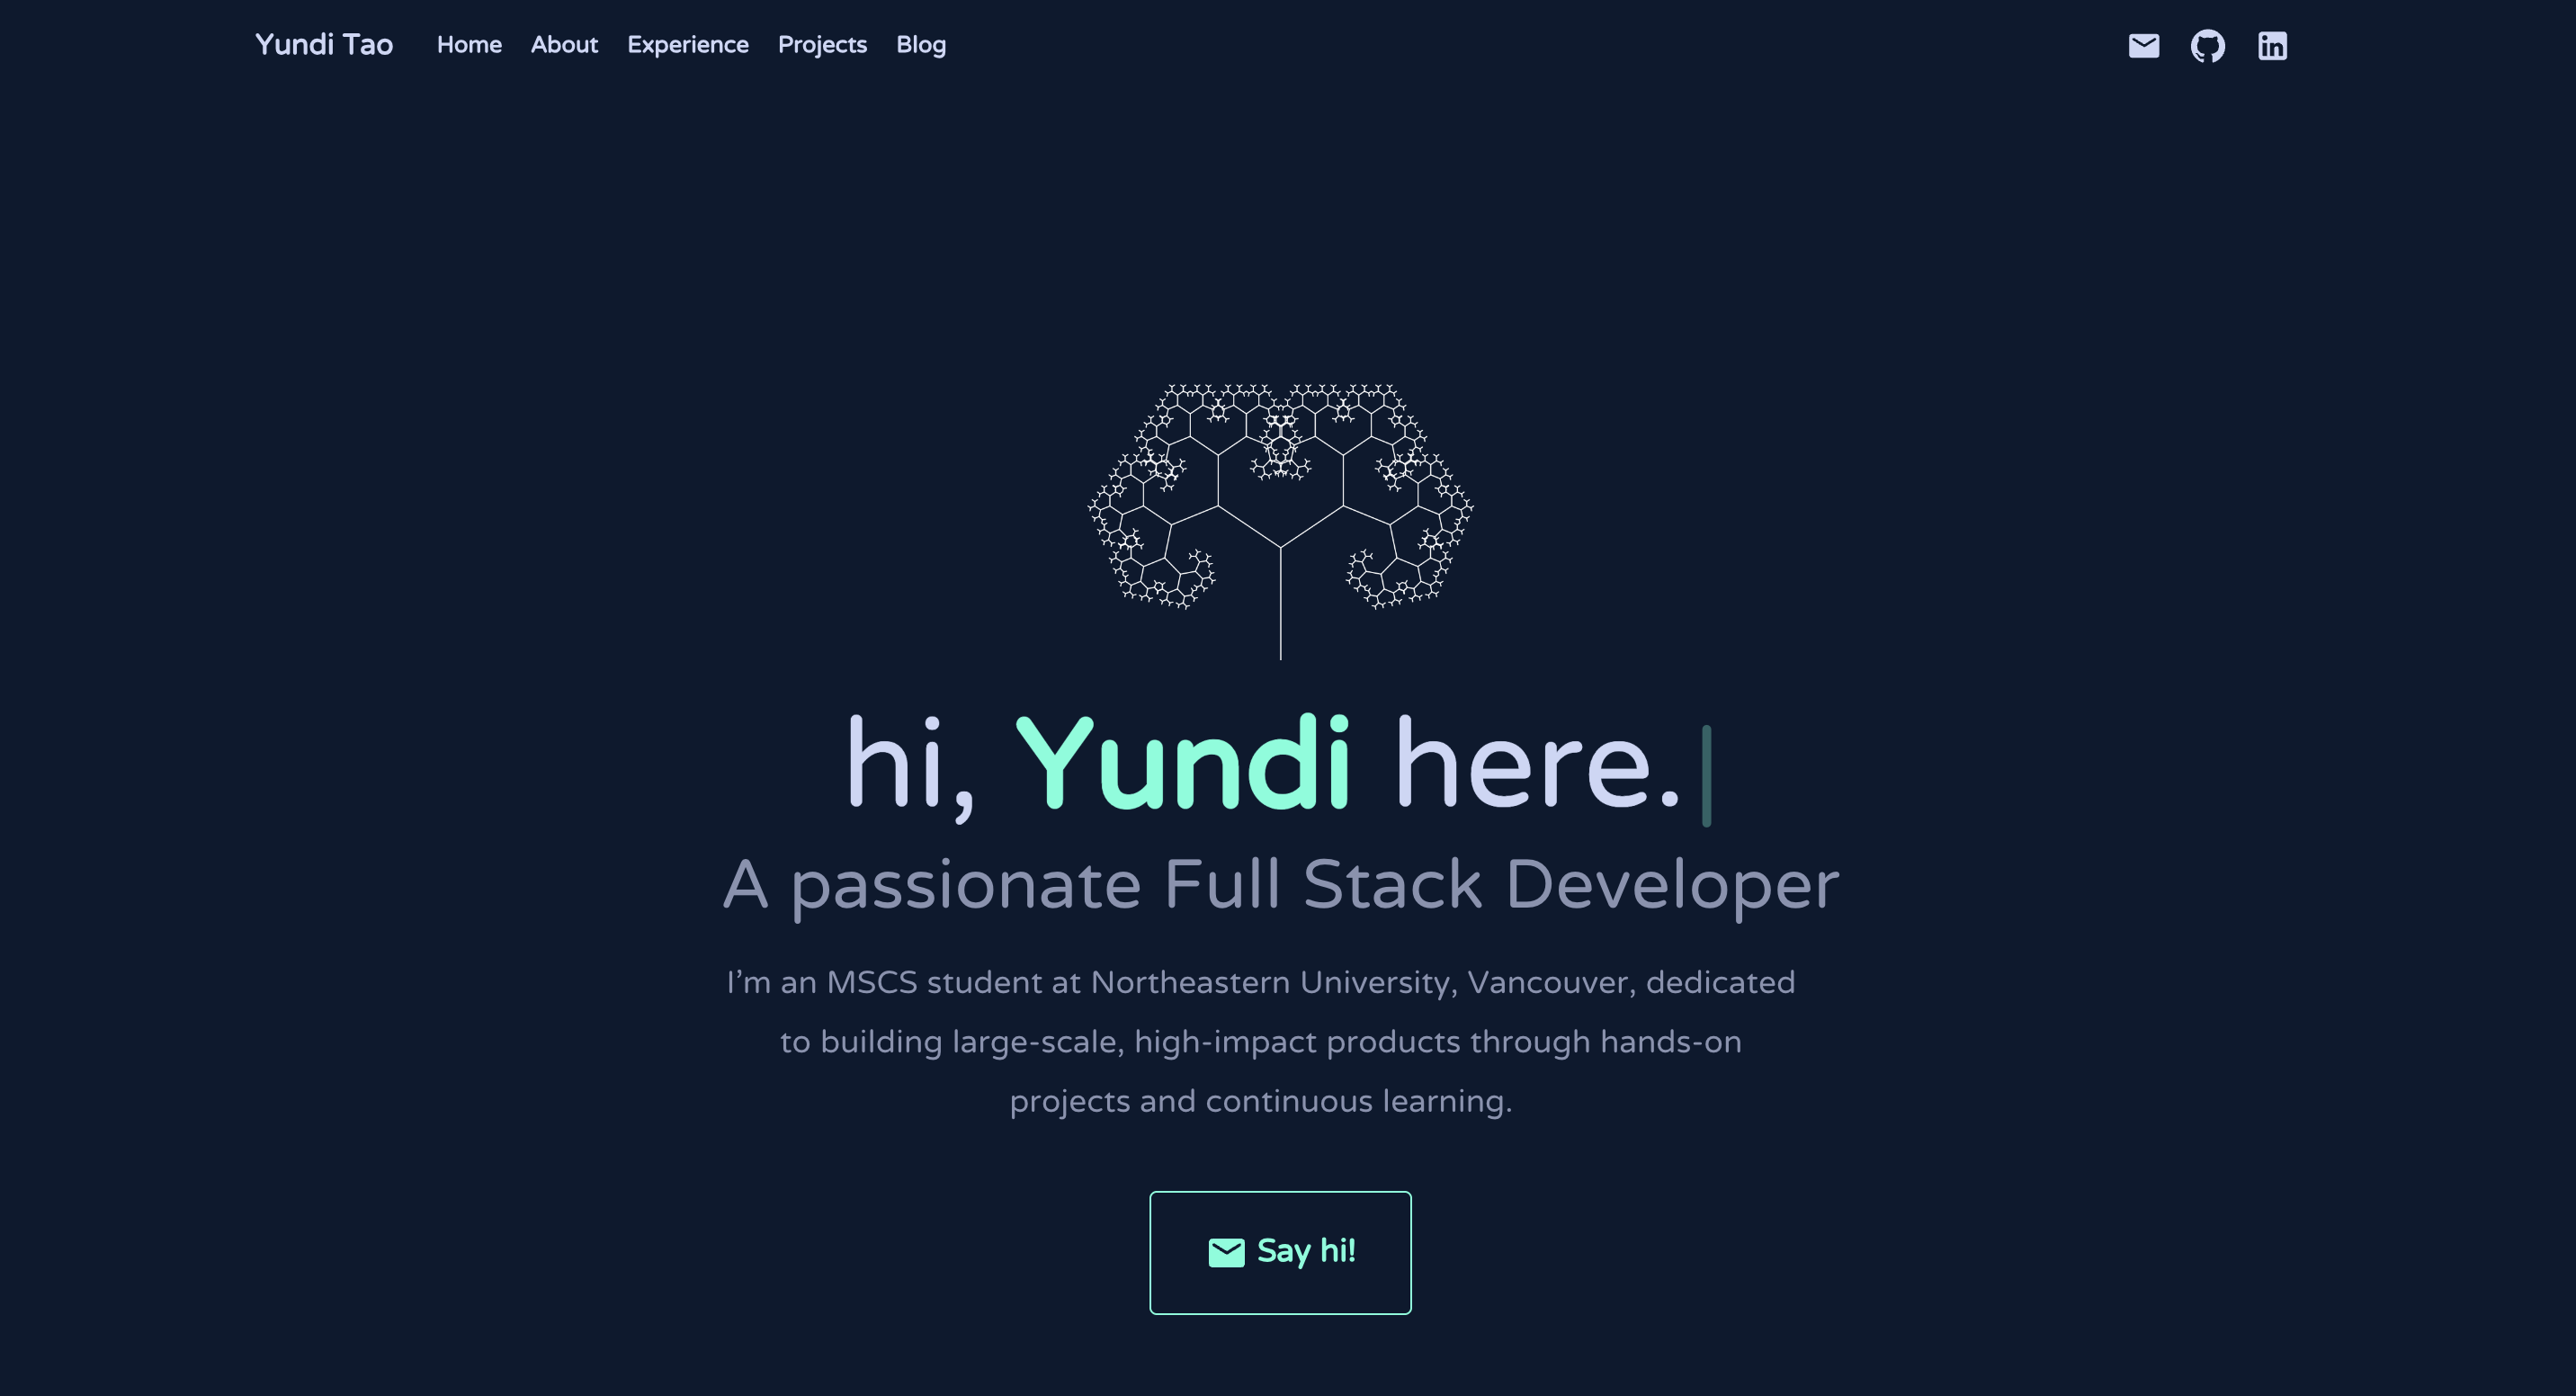 Yundi Tao Home About Experience Projects Blog
hi, Yundi here.
A passionate Full Stack Developer
I'm an MSCS student at Northeastern University, Vancouver, dedicated
to building large-scale, high-impact products through hands-on
projects and continuous learning.
Say hi!